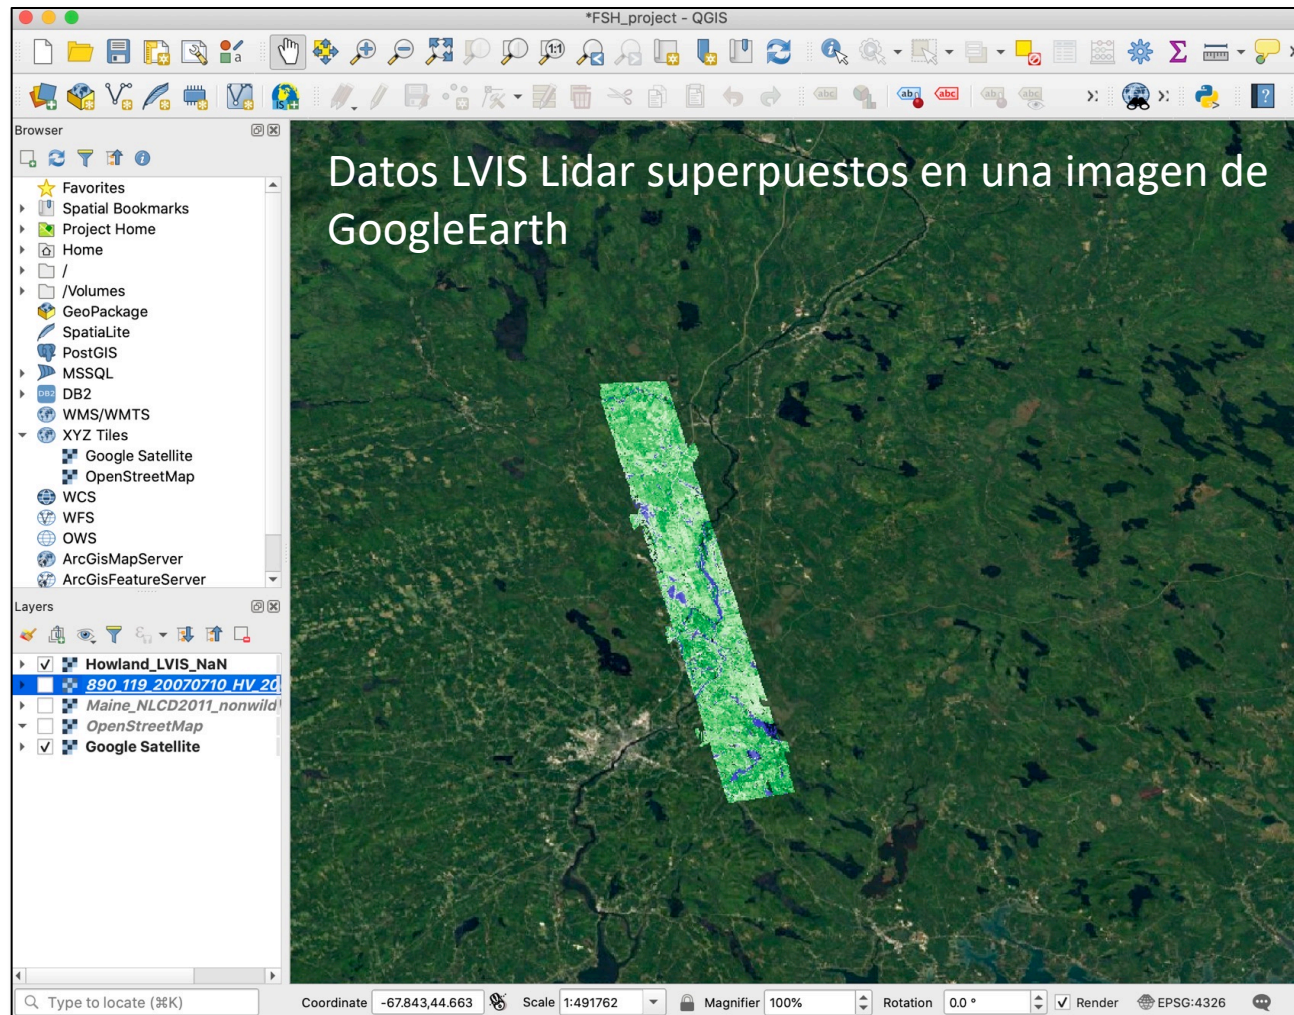 *FSH_project - QGIS
Browser
Favorites
Spatial Bookmarks
Project Home
Home
/
/Volumes
GeoPackage
SpatiaLite
PostGIS
MSSQL
DB2
WMS/WMTS
XYZ Tiles
Google Satellite
OpenStreetMap
WCS
WFS
OWS
ArcGisMapServer
ArcGisFeatureServer
Layers
Howland_LVIS_NaN
890_119_20070710_HV_20
Maine_NLCD2011_nonwild
OpenStreetMap
Google Satellite
Datos LVIS Lidar superpuestos en una imagen de
GoogleEarth
Type to locate (⌘K)
Coordinate -67.843,44.663 Scale 1:491762 Magnifier 100% Rotation 0.0 ° Render EPSG:4326